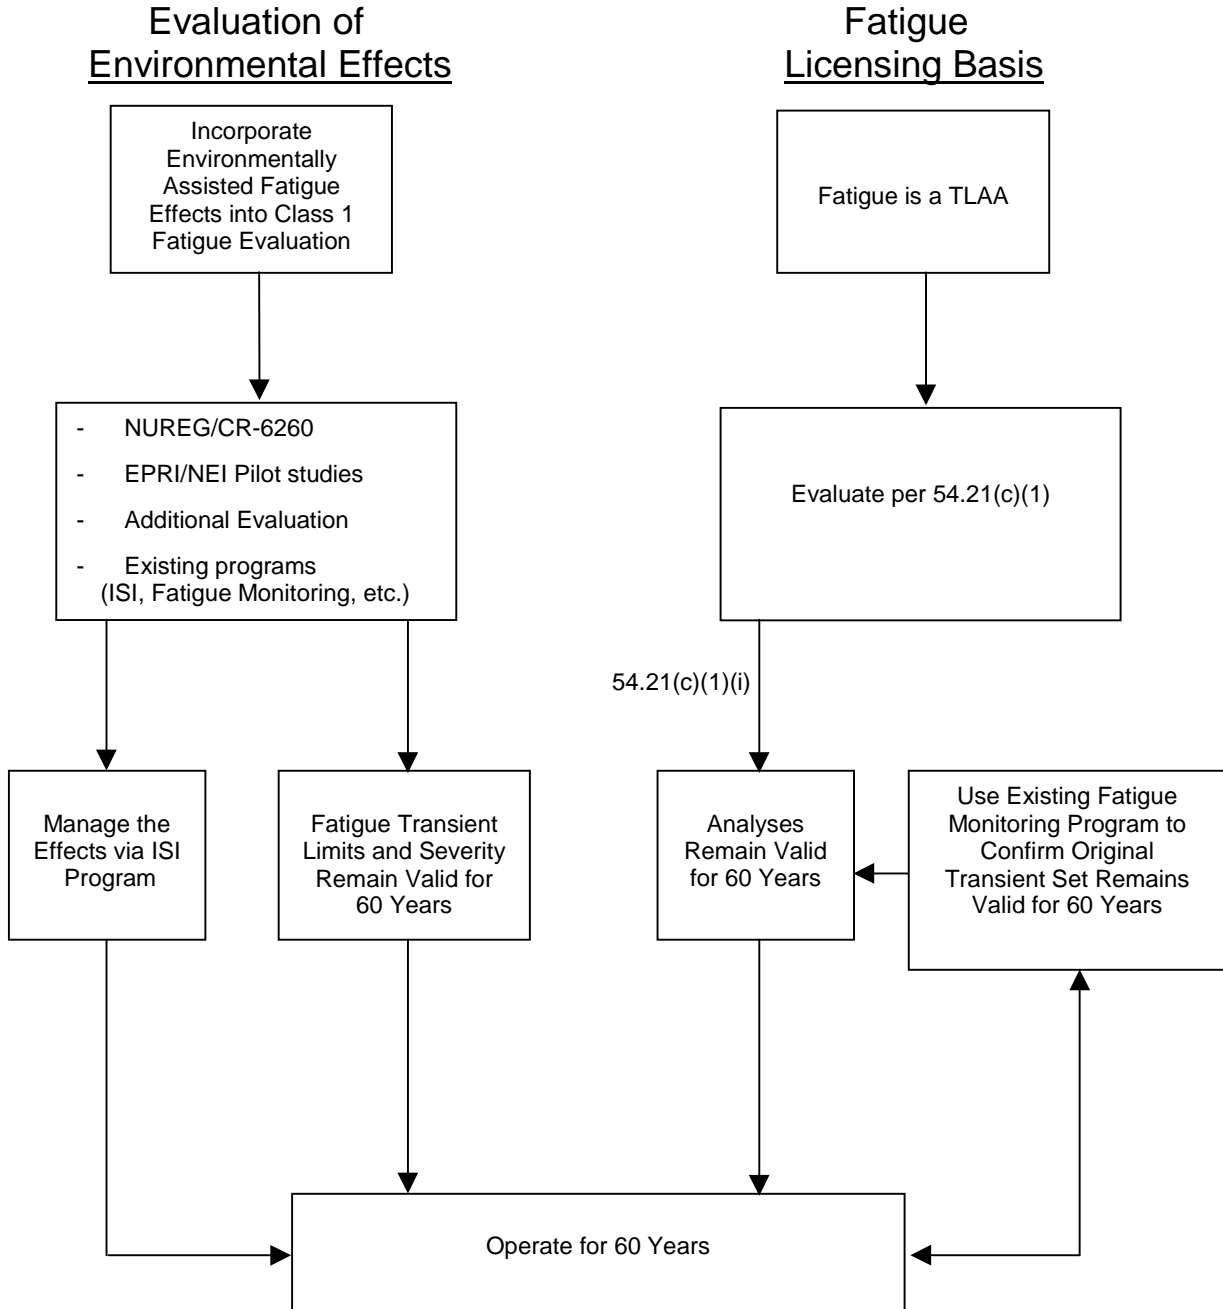 Evaluation of
Environmental Effects
Incorporate
Environmentally
Assisted Fatigue
Effects into Class 1
Fatigue Evaluation
- NUREG/CR-6260
- EPRI/NEI Pilot studies
- Additional Evaluation
- Existing programs
(ISI, Fatigue Monitoring, etc.)
Manage the
Effects via ISI
Program
Fatigue Transient
Limits and Severity
Remain Valid for
60 Years
Fatigue
Licensing Basis
Fatigue is a TLAA
Evaluate per 54.21(c)(1)
54.21(c)(1)(i)
Analyses
Remain Valid
for 60 Years
Use Existing Fatigue
Monitoring Program to
Confirm Original
Transient Set Remains
Valid for 60 Years
Operate for 60 Years